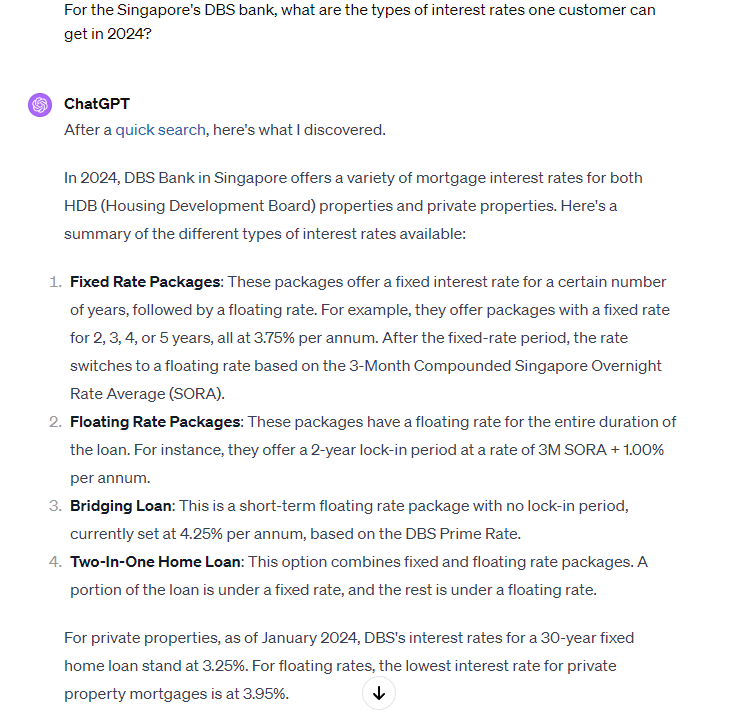 For the Singapore's DBS bank, what are the types of interest rates one customer can
get in 2024?
ChatGPT
After a quick search, here's what I discovered.
In 2024, DBS Bank in Singapore offers a variety of mortgage interest rates for both
HDB (Housing Development Board) properties and private properties. Here's a
summary of the different types of interest rates available:
1. Fixed Rate Packages: These packages offer a fixed interest rate for a certain number
of years, followed by a floating rate. For example, they offer packages with a fixed rate
for 2, 3, 4, or 5 years, all at 3.75% per annum. After the fixed-rate period, the rate
switches to a floating rate based on the 3-Month Compounded Singapore Overnight
Rate Average (SORA).
2. Floating Rate Packages: These packages have a floating rate for the entire duration of
the loan. For instance, they offer a 2-year lock-in period at a rate of 3M SORA + 1.00%
per annum.
3. Bridging Loan: This is a short-term floating rate package with no lock-in period,
currently set at 4.25% per annum, based on the DBS Prime Rate.
4. Two-In-One Home Loan: This option combines fixed and floating rate packages. A
portion of the loan is under a fixed rate, and the rest is under a floating rate.
For private properties, as of January 2024, DBS's interest rates for a 30-year fixed
home loan stand at 3.25%. For floating rates, the lowest interest rate for private
property mortgages is at 3.95%.